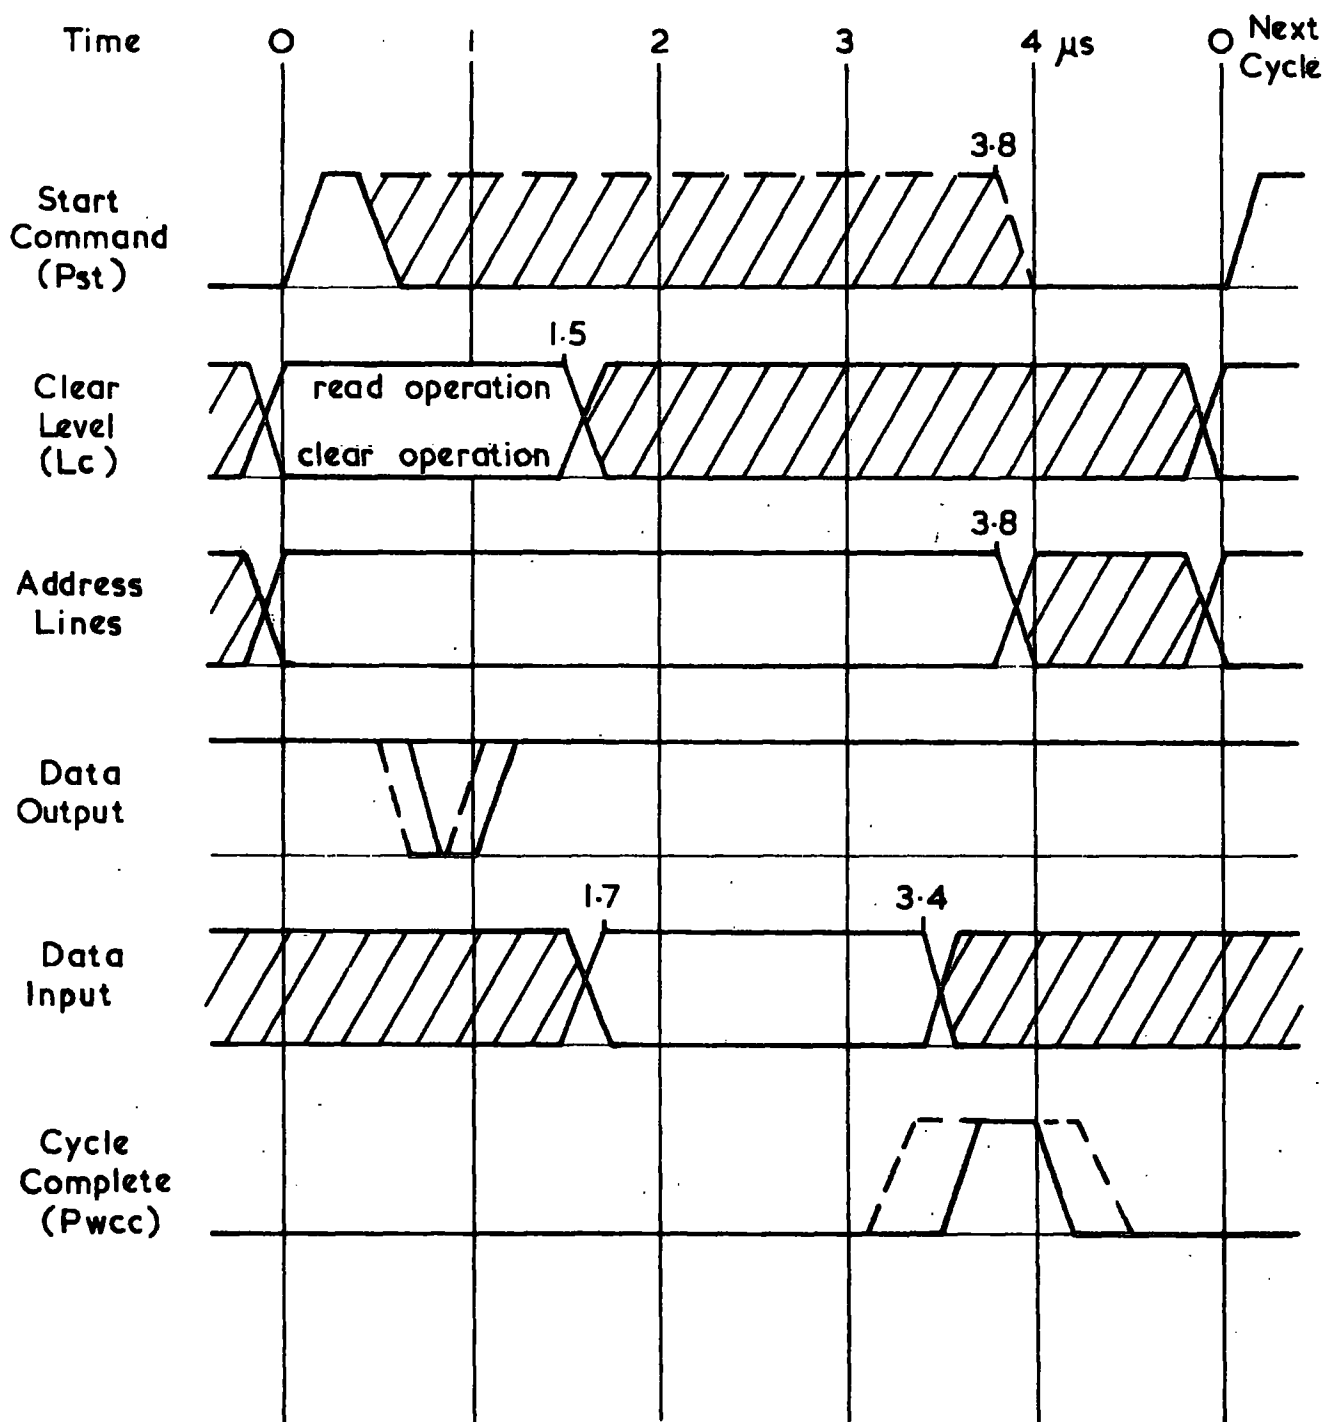 Time 0 1 2 3 4 μs 0 Next
Cycle
3·8
Start
Command
(Pst)
1·5
Clear
Level
(Lc)
read operation
clear operation
3·8
Address
Lines
Data
Output
1·7 3·4
Data
Input
Cycle
Complete
(Pwcc)